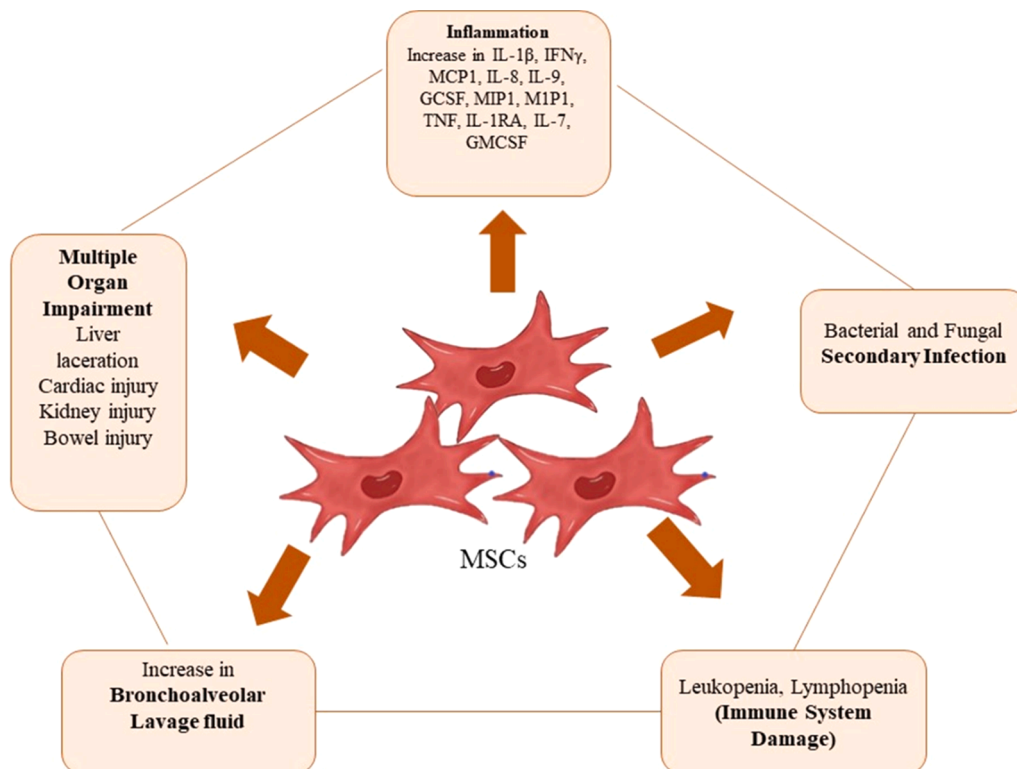 Inflammation
Increase in IL-1β, IFNγ,
MCP1, IL-8, IL-9,
GCSF, MIP1, M1P1,
TNF, IL-1RA, IL-7,
GMCSF
Multiple
Organ
Impairment
Liver
laceration
Cardiac injury
Kidney injury
Bowel injury
Bacterial and Fungal
Secondary Infection
MSCs
Increase in
Bronchoalveolar
Lavage fluid
Leukopenia, Lymphopenia
(Immune System
Damage)